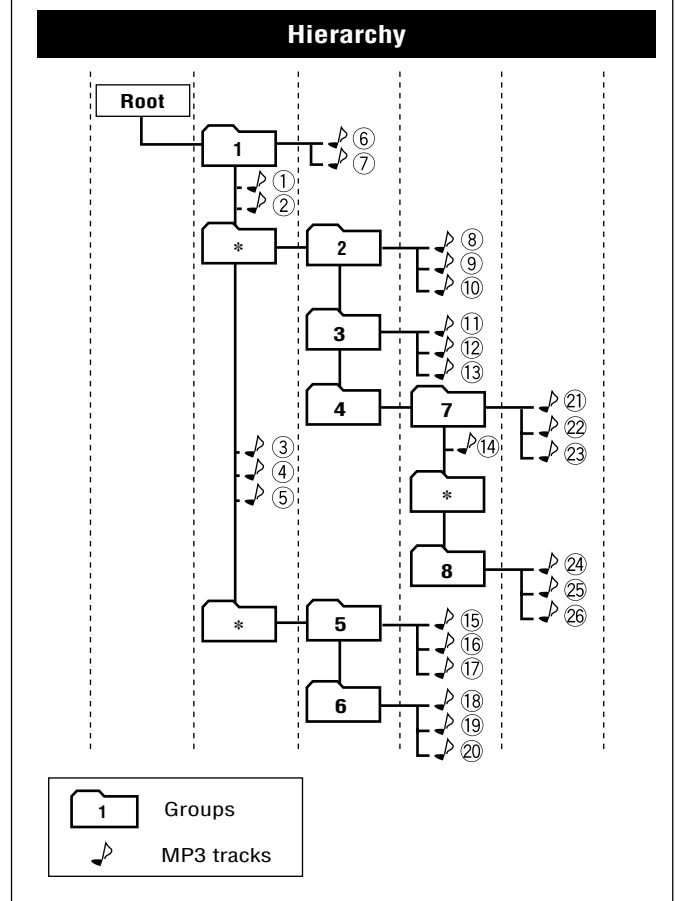 Hierarchy
Root
1 ⑥
⑦
①
②
* 2 ⑧
⑨
⑩
3 ⑪
⑫
⑬
4 7 ㉑
③ ⑭ ㉒
④ ㉓
⑤ *
8 ㉔
㉕
㉖
* 5 ⑮
⑯
⑰
6 ⑱
⑲
⑳
1 Groups
MP3 tracks